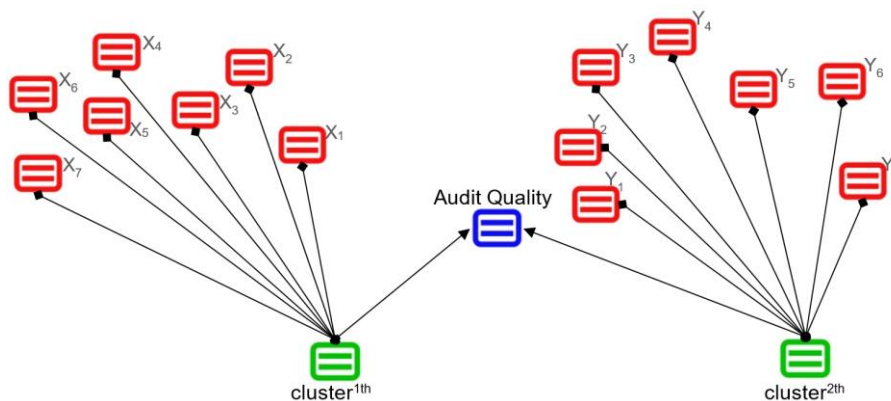 X₄
X₂
X₆
X₅
X₃
X₁
X₇
Y₄
Y₃
Y₅
Y₆
Y₂
Y₁
Y
Audit Quality
cluster¹ᵗʰ
cluster²ᵗʰ